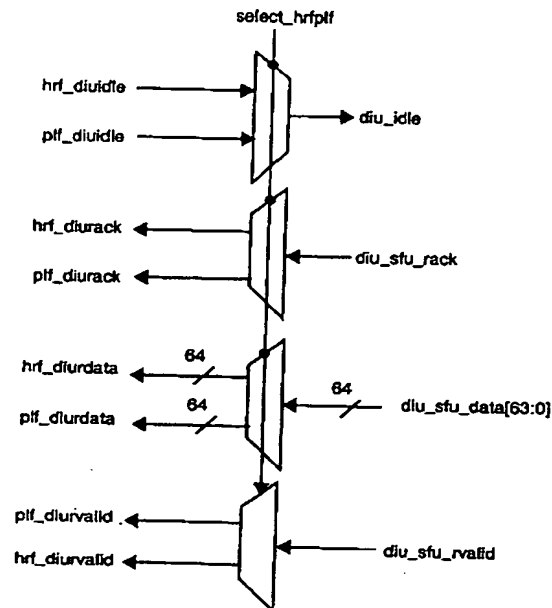 select_hrfplf
hrf_diuidle
plf_diuidle
diu_idle
hrf_diurack
plf_diurack
diu_sfu_rack
hrf_diurdata
64
plf_diurdata
64
64
diu_sfu_data[63:0]
plf_diurvalid
hrf_diurvalid
diu_sfu_rvalid